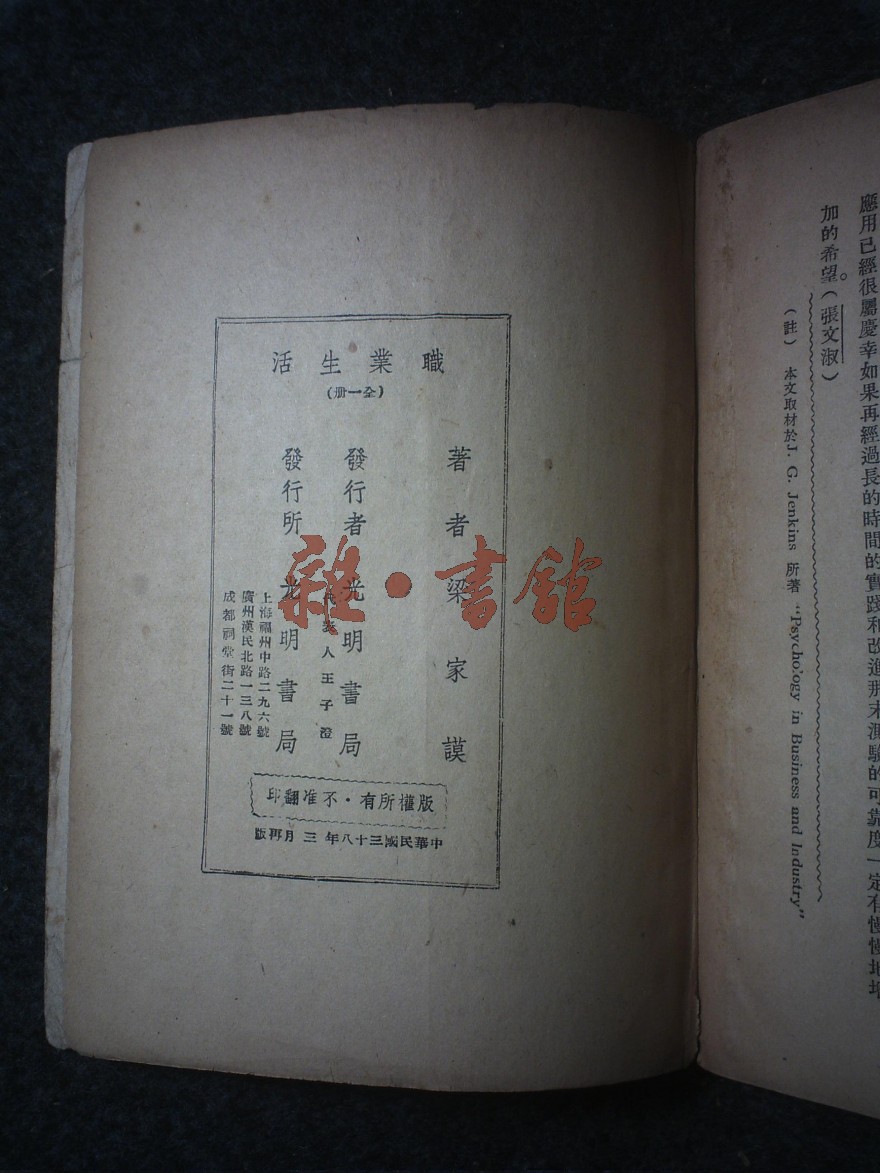 應用已經很屬慶幸如果再經過長的時間的實踐和改進那末測驗的可靠度一定有慢慢地增
加的希望。(張文淑)
(註) 本文取材於J. G. Jenkins 所著 "Psychology in Business and Industry"
職業生活
(全一册)
著者梁家謨
發行者光明書局
人王子澄
發行所光明書局
上海福州中路二九六號
廣州漢民北路一三八號
成都祠堂街二十一號
版權所有·不准翻印
中華民國三十八年三月再版
雜·書館